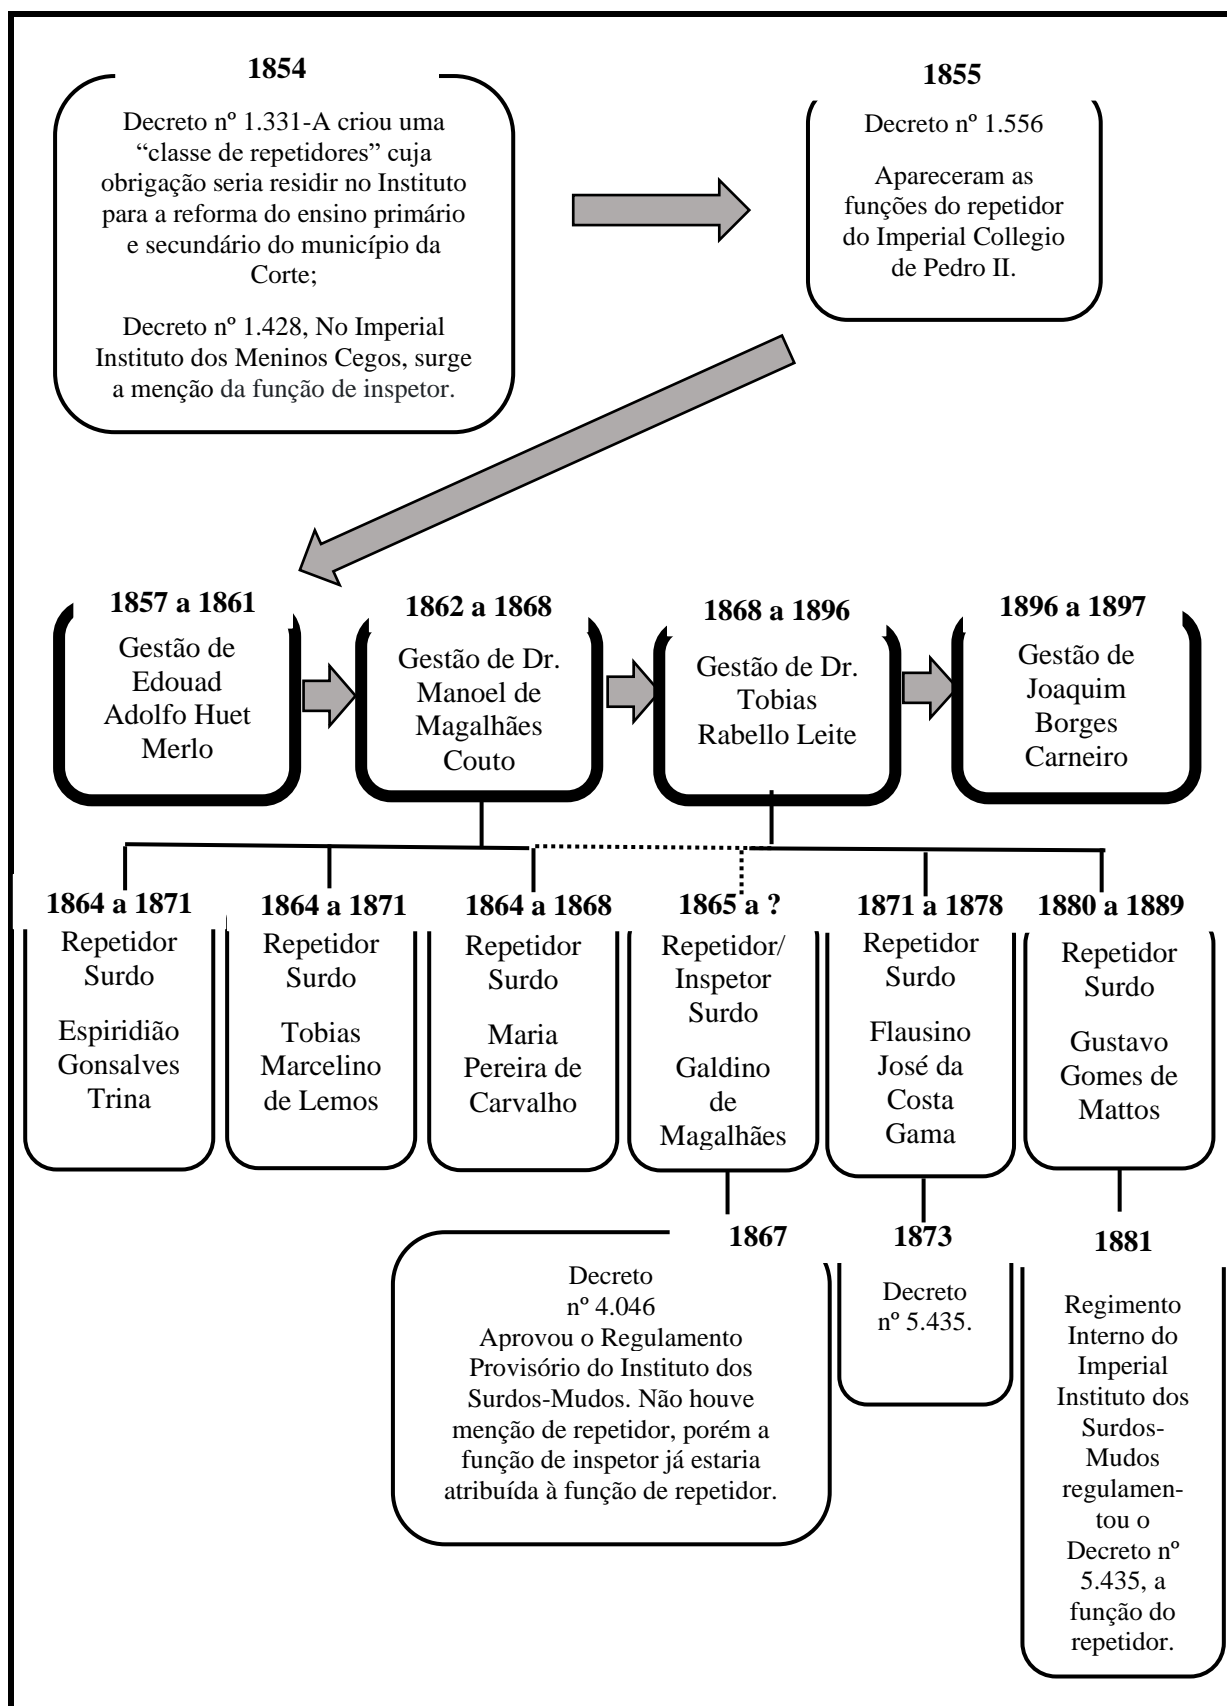 1854
Decreto nº 1.331-A criou uma
“classe de repetidores” cuja
obrigação seria residir no Instituto
para a reforma do ensino primário
e secundário do município da
Corte;
Decreto nº 1.428, No Imperial
Instituto dos Meninos Cegos, surge
a menção da função de inspetor.
1855
Decreto nº 1.556
Apareceram as
funções do repetidor
do Imperial Collegio
de Pedro II.
1857 a 1861
Gestão de
Edouad
Adolfo Huet
Merlo
1862 a 1868
Gestão de Dr.
Manoel de
Magalhães
Couto
1868 a 1896
Gestão de Dr.
Tobias
Rabello Leite
1896 a 1897
Gestão de
Joaquim
Borges
Carneiro
1864 a 1871
Repetidor
Surdo
Espiridião
Gonsalves
Trina
1864 a 1871
Repetidor
Surdo
Tobias
Marcelino
de Lemos
1864 a 1868
Repetidor
Surdo
Maria
Pereira de
Carvalho
1865 a ?
Repetidor/
Inspetor
Surdo
Galdino
de
Magalhães
1871 a 1878
Repetidor
Surdo
Flausino
José da
Costa
Gama
1880 a 1889
Repetidor
Surdo
Gustavo
Gomes de
Mattos
1867
Decreto
nº 4.046
Aprovou o Regulamento
Provisório do Instituto dos
Surdos-Mudos. Não houve
menção de repetidor, porém a
função de inspetor já estaria
atribuída à função de repetidor.
1873
Decreto
nº 5.435.
1881
Regimento
Interno do
Imperial
Instituto dos
Surdos-
Mudos
regulamen-
tou o
Decreto nº
5.435, a
função do
repetidor.